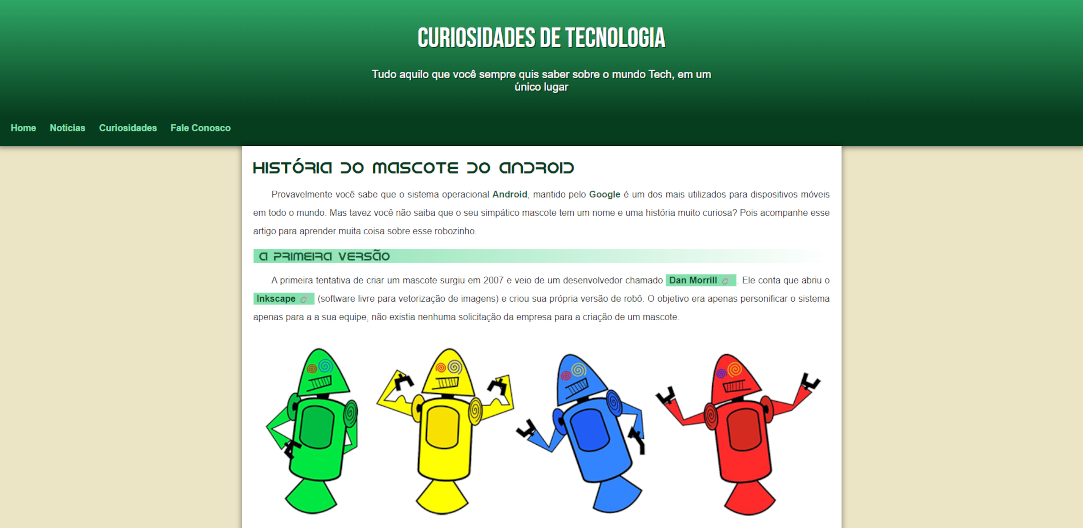 CURIOSIDADES DE TECNOLOGIA
Tudo aquilo que você sempre quis saber sobre o mundo Tech, em um
único lugar
Home Noticias Curiosidades Fale Conosco
HISTÓRIA DO MASCOTE DO ANDROID
Provavelmente você sabe que o sistema operacional Android, mantido pelo Google é um dos mais utilizados para dispositivos móveis
em todo o mundo. Mas tavez você não saiba que o seu simpático mascote tem um nome e uma história muito curiosa? Pois acompanhe esse
artigo para aprender muita coisa sobre esse robozinho.
A PRIMEIRA VERSÃO
A primeira tentativa de criar um mascote surgiu em 2007 e veio de um desenvolvedor chamado Dan Morrill . Ele conta que abriu o
Inkscape (software livre para vetorização de imagens) e criou sua própria versão de robô. O objetivo era apenas personificar o sistema
apenas para a a sua equipe, não existia nenhuma solicitação da empresa para a criação de um mascote.